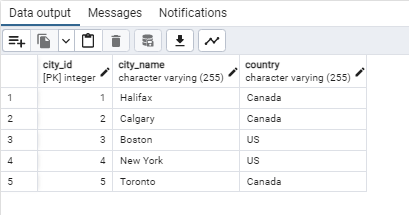 Data output Messages Notifications
city_id city_name country
[PK] integer character varying (255) character varying (255)
1 1 Halifax Canada
2 2 Calgary Canada
3 3 Boston US
4 4 New York US
5 5 Toronto Canada